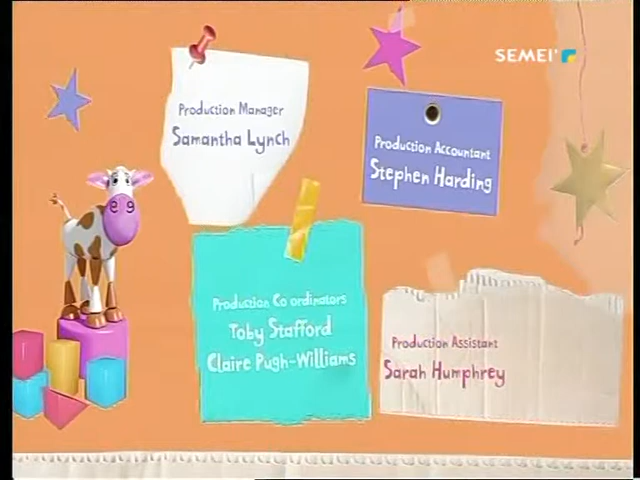 SEMEI'
Production Manager
Samantha Lynch
Production Accountant
Stephen Harding
Production Co ordinators
Toby Stafford
Claire Pugh-Williams
Production Assistant
Sarah Humphrey